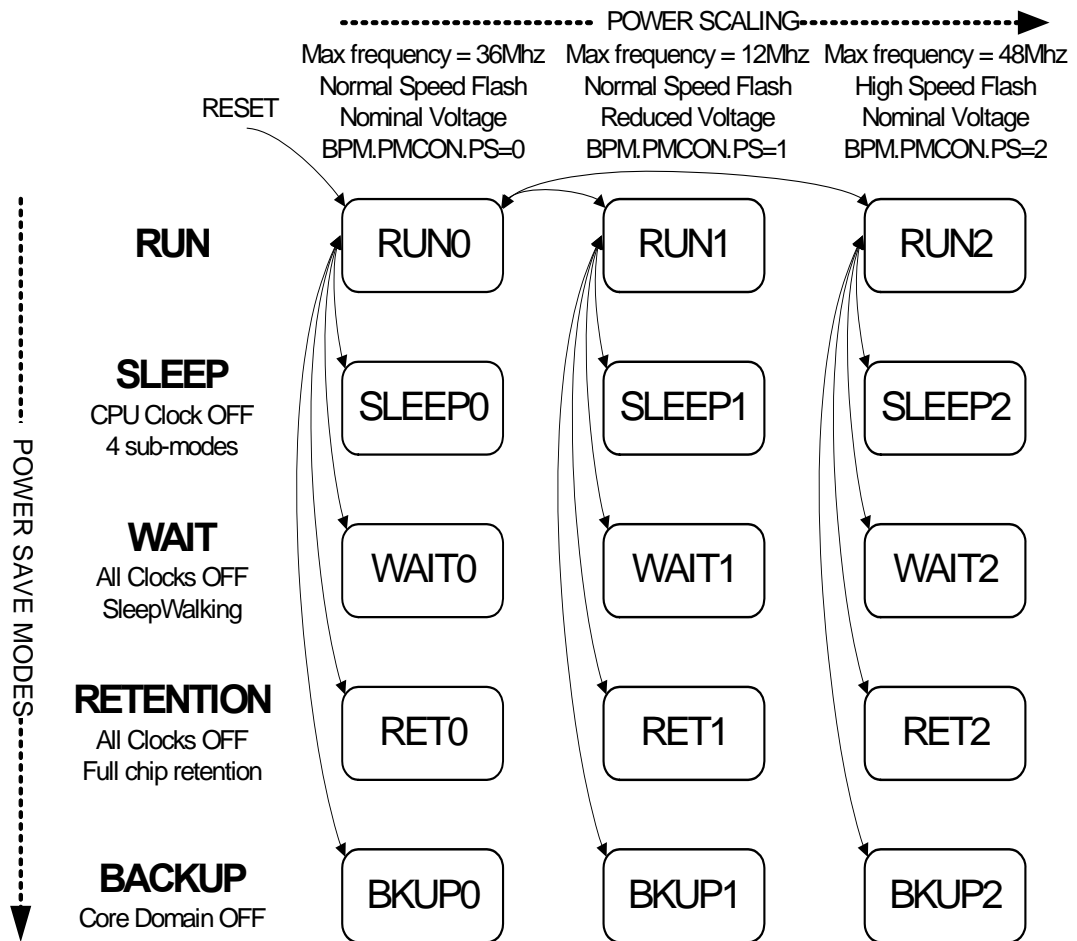 POWER SCALING
Max frequency = 36Mhz
Normal Speed Flash
Nominal Voltage
BPM.PMCON.PS=0
Max frequency = 12Mhz
Normal Speed Flash
Reduced Voltage
BPM.PMCON.PS=1
Max frequency = 48Mhz
High Speed Flash
Nominal Voltage
BPM.PMCON.PS=2
RESET
POWER SAVE MODES
RUN
RUN0
RUN1
RUN2
SLEEP
CPU Clock OFF
4 sub-modes
SLEEP0
SLEEP1
SLEEP2
WAIT
All Clocks OFF
SleepWalking
WAIT0
WAIT1
WAIT2
RETENTION
All Clocks OFF
Full chip retention
RET0
RET1
RET2
BACKUP
Core Domain OFF
BKUP0
BKUP1
BKUP2